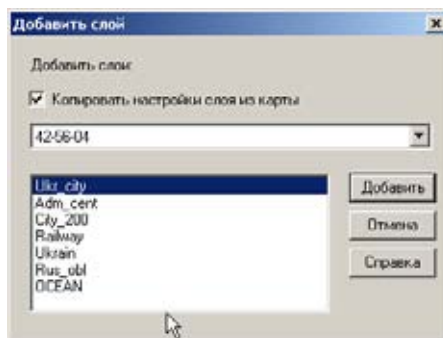 Добавить слой
Добавить слои:
Копировать настройки слоя из карты
42-56-04
Ukr_city
Adm_cent
City_200
Railway
Ukrain
Rus_obl
OCEAN
Добавить
Отмена
Справка